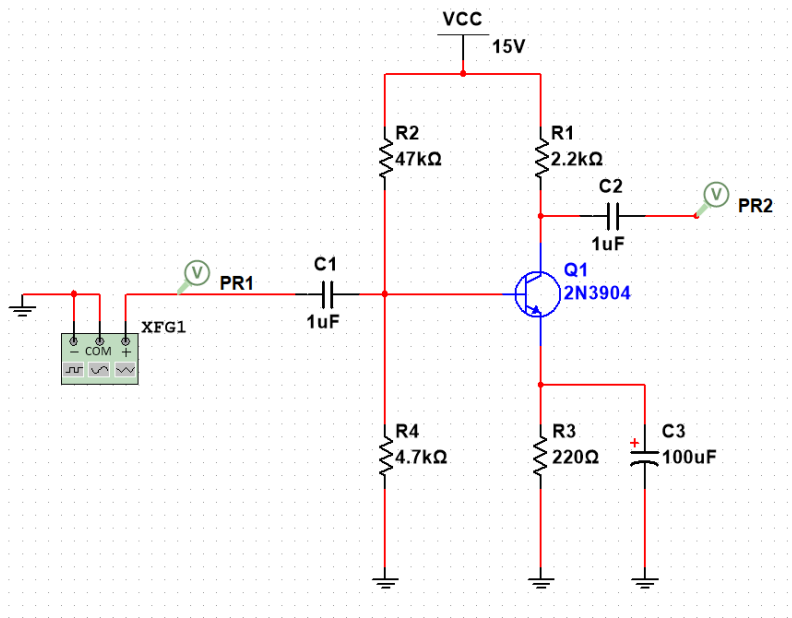 VCC
15V
R2
47kΩ
R1
2.2kΩ
C2
1uF
V
PR2
V
PR1
C1
1uF
Q1
2N3904
XFG1
− COM +
R4
4.7kΩ
R3
220Ω
+
C3
100uF